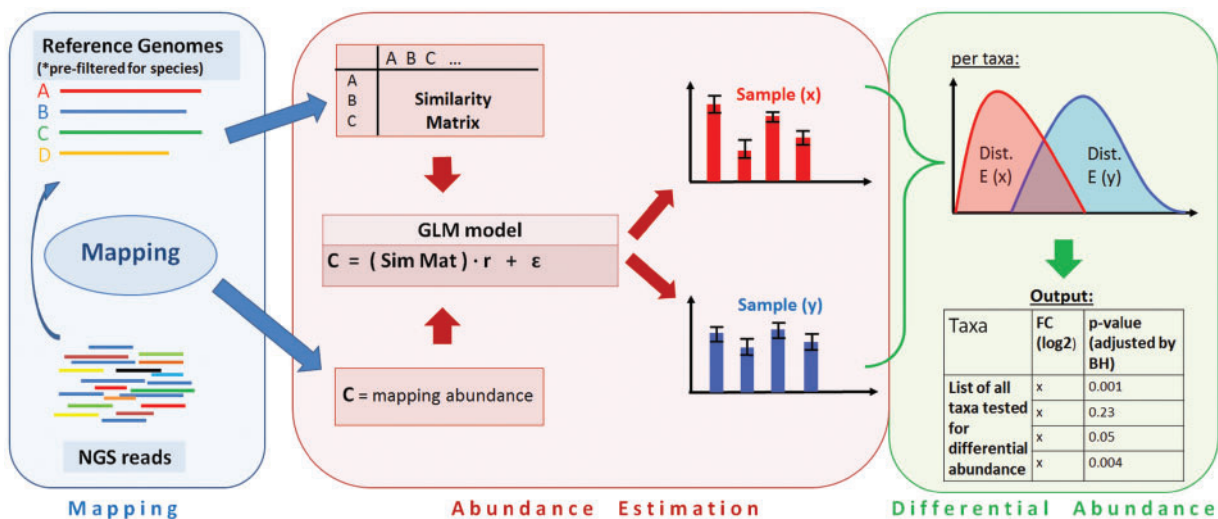 Reference Genomes
(*pre-filtered for species)
A
B
C
D
Mapping
NGS reads
Mapping
A B C ...
A
B
C
Similarity
Matrix
GLM model
C = ( Sim Mat ) · r + ε
C = mapping abundance
Sample (x)
Sample (y)
Abundance Estimation
per taxa:
Dist.
E (x)
Dist.
E (y)
Output:
Taxa
FC
(log2)
p-value
(adjusted by
BH)
List of all
taxa tested
for
differential
abundance
x 0.001
x 0.23
x 0.05
x 0.004
Differential Abundance